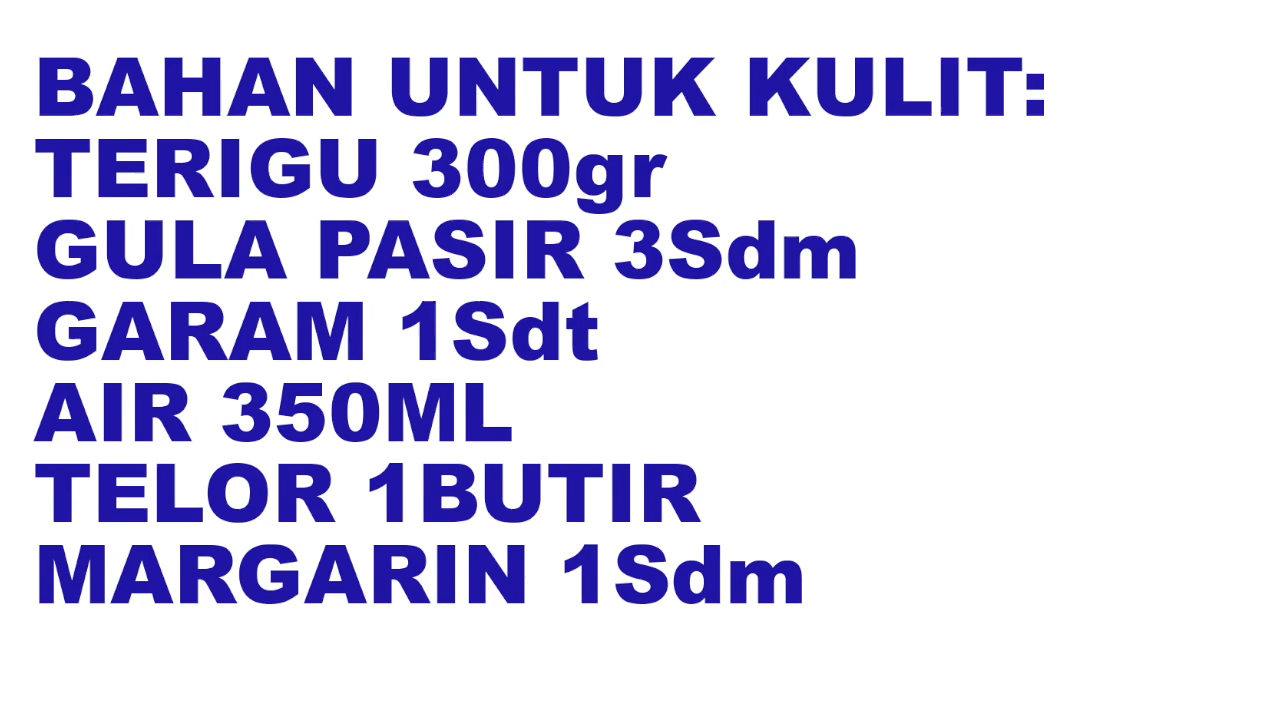 BAHAN UNTUK KULIT:
TERIGU 300gr
GULA PASIR 3Sdm
GARAM 1Sdt
AIR 350ML
TELOR 1BUTIR
MARGARIN 1Sdm